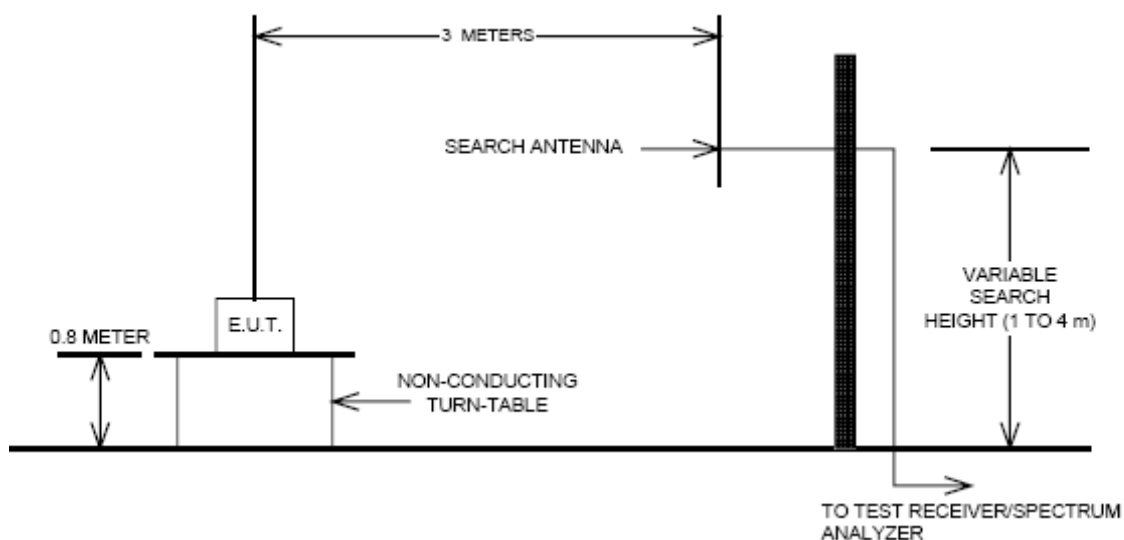 3 METERS
SEARCH ANTENNA
E.U.T.
0.8 METER
NON-CONDUCTING
TURN-TABLE
VARIABLE
SEARCH
HEIGHT (1 TO 4 m)
TO TEST RECEIVER/SPECTRUM
ANALYZER